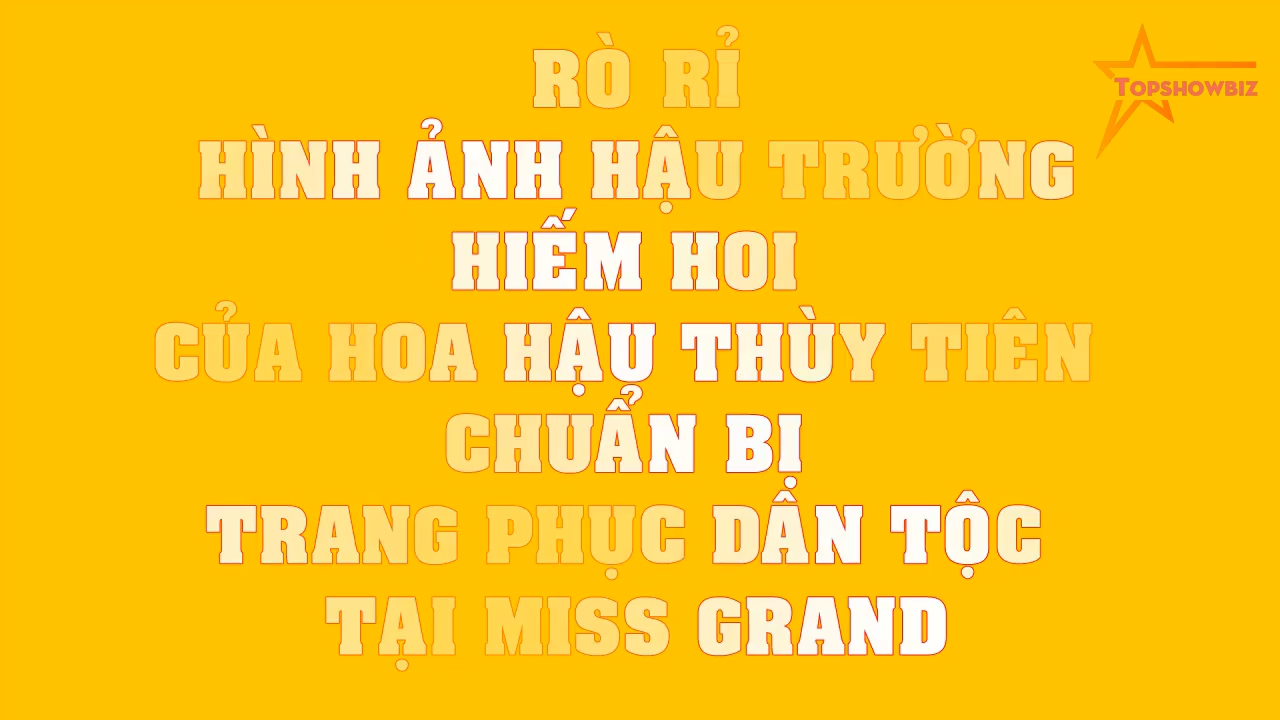 RÒ RỈ
HÌNH ẢNH HẬU TRƯỜNG
HIẾM HOI
CỦA HOA HẬU THÙY TIÊN
CHUẨN BỊ
TRANG PHỤC DÂN TỘC
TẠI MISS GRAND
TOPSHOWBIZ